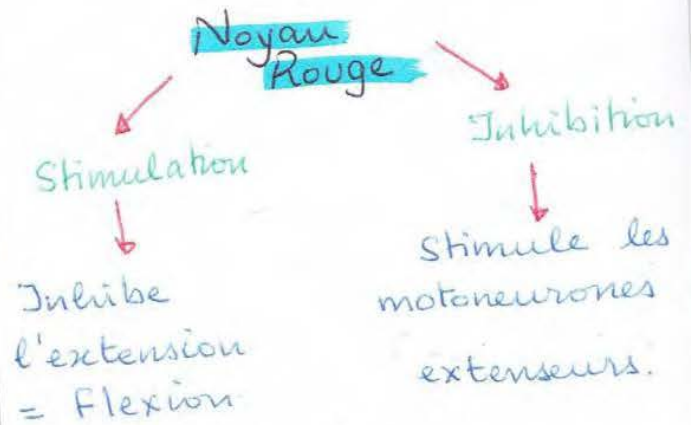 Noyau
Rouge
Stimulation
Inhibition
Inhibe
l'extension
= Flexion
Stimule les
motoneurones
extenseurs.